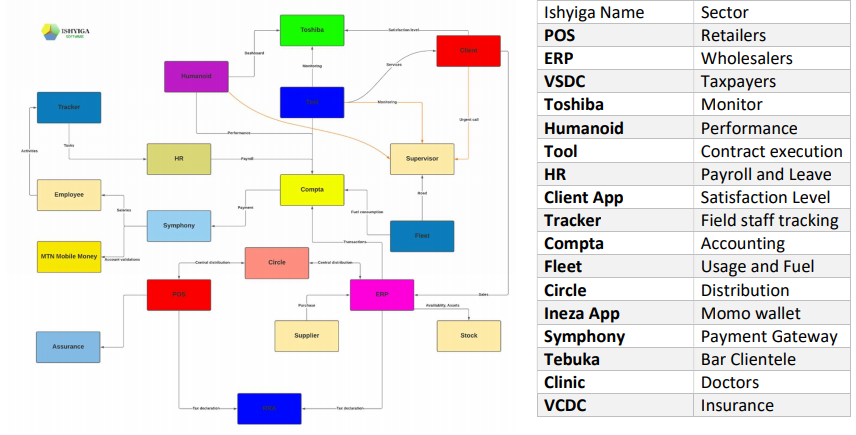 ISHYIGA
SOFTWARE
Toshiba
Satisfaction level
Client
Dashboard
Monitoring
Services
Humanoid
Tool
Monitoring
Tracker
Urgent call
Performance
Activities
Tasks
HR
Payroll
Supervisor
Employee
Compta
Road
Salaries
Payment
Fuel consumption
Symphony
Fleet
MTN Mobile Money
Account validations
Transactions
Central distribution
Circle
Central distribution
POS
ERP
Sales
Purchase
Availability, Assets
Supplier
Stock
Assurance
Tax declaration
Tax declaration
Ishyiga Name Sector
POS Retailers
ERP Wholesalers
VSDC Taxpayers
Toshiba Monitor
Humanoid Performance
Tool Contract execution
HR Payroll and Leave
Client App Satisfaction Level
Tracker Field staff tracking
Compta Accounting
Fleet Usage and Fuel
Circle Distribution
Ineza App Momo wallet
Symphony Payment Gateway
Tebuka Bar Clientele
Clinic Doctors
VCDC Insurance